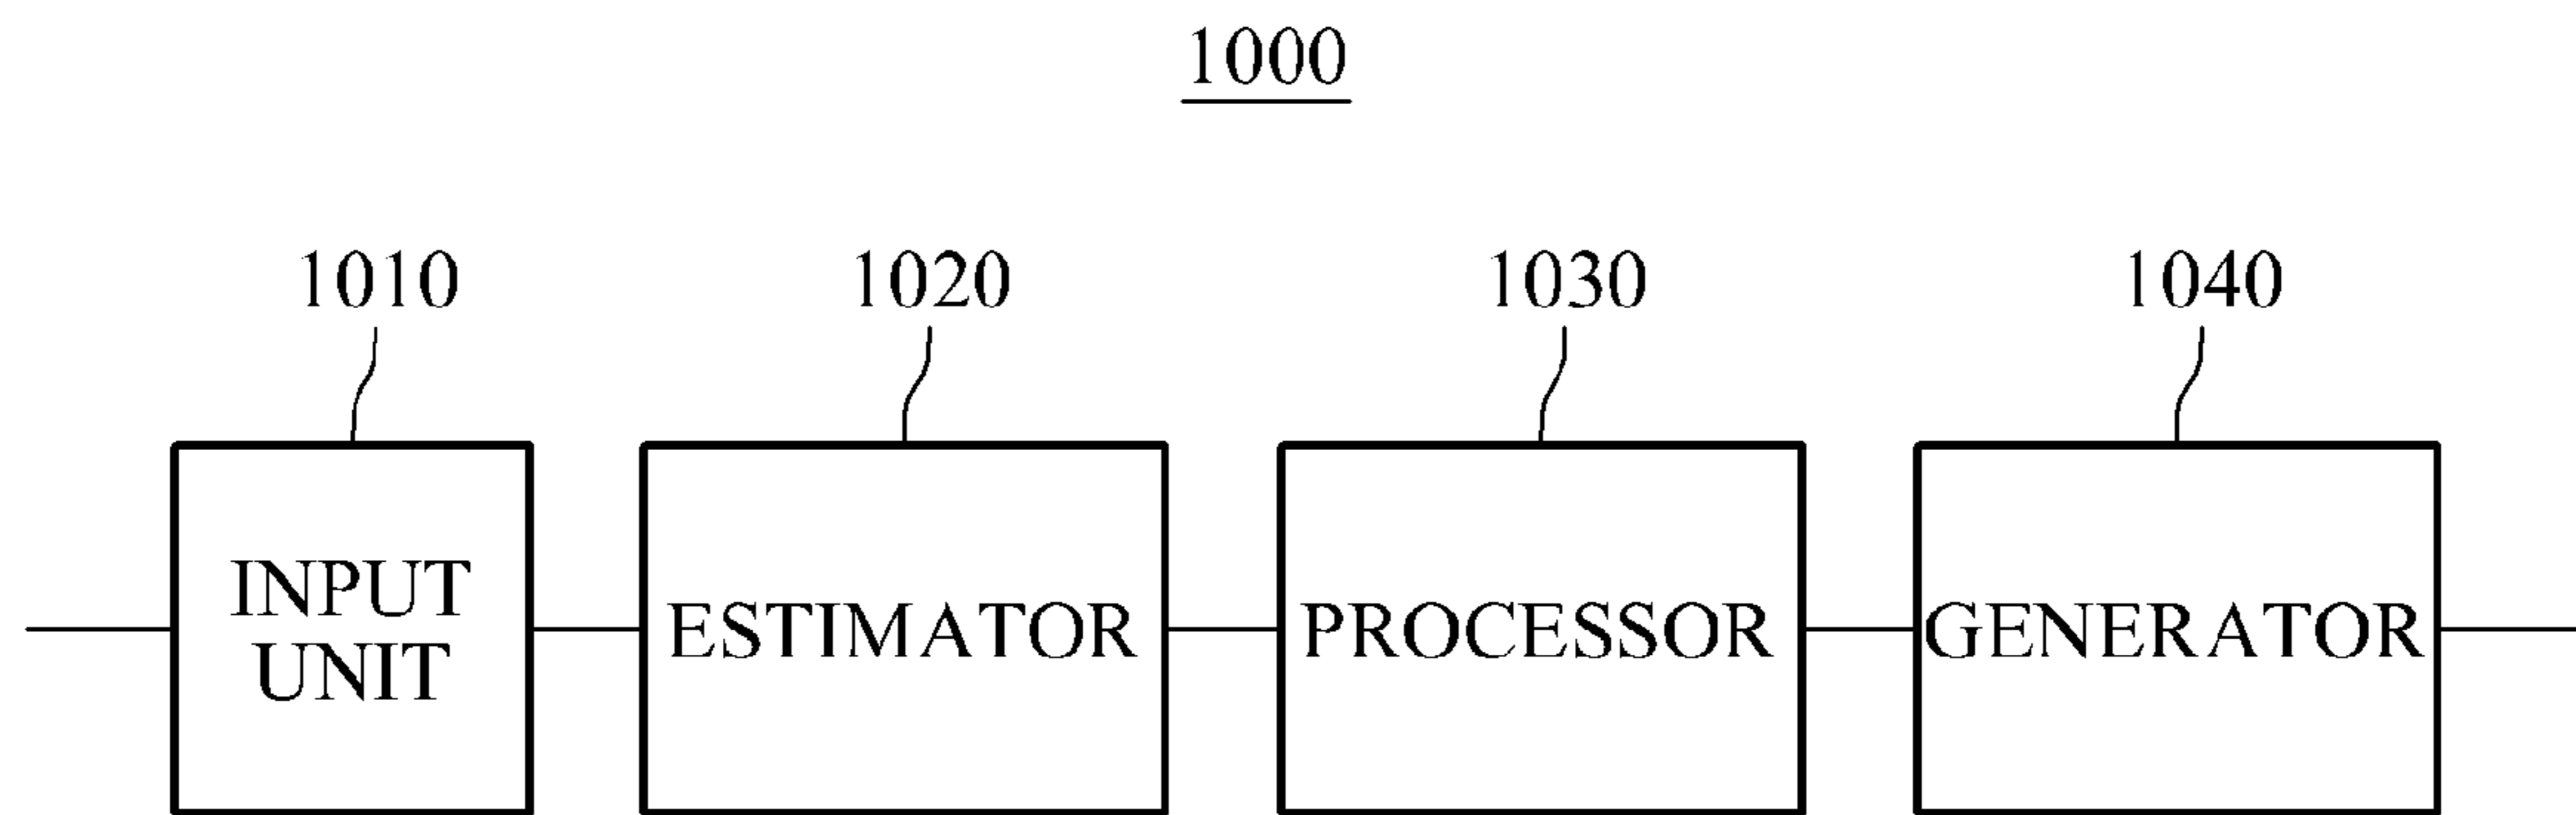 1000
1010
1020
1030
1040
INPUT
UNIT
ESTIMATOR
PROCESSOR
GENERATOR